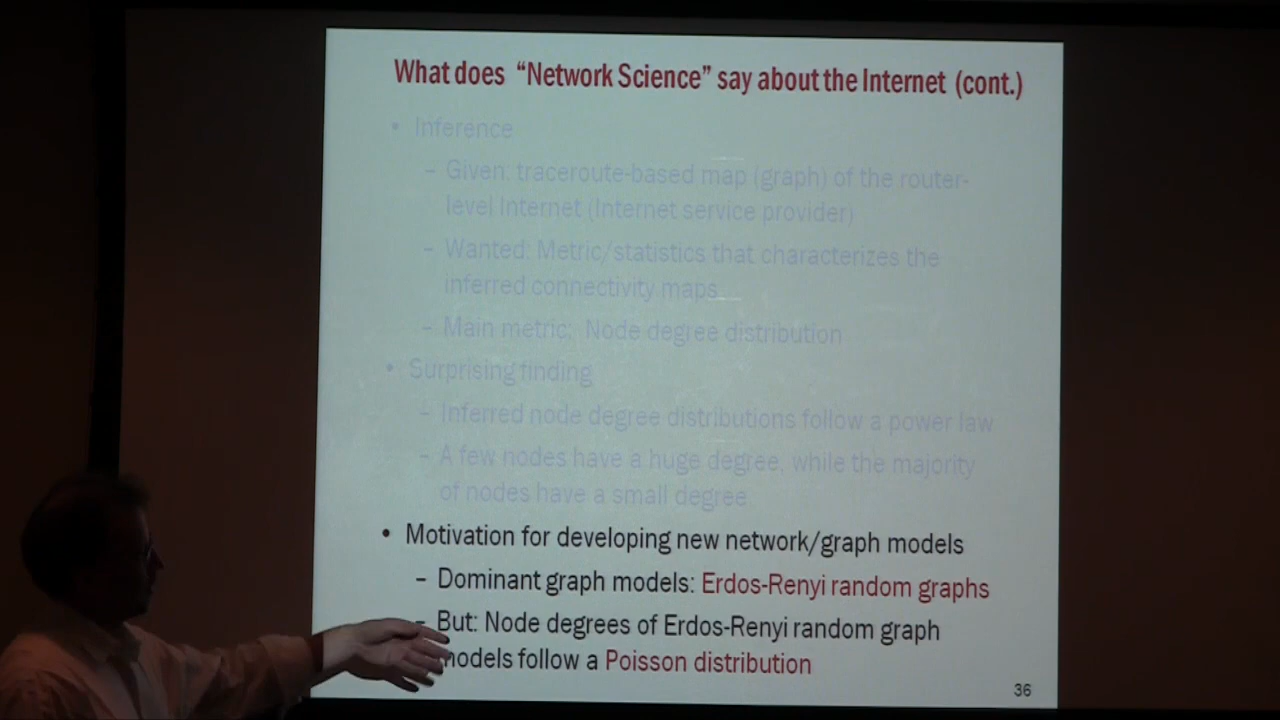 What does "Network Science" say about the Internet (cont.)
• Inference
– Given: traceroute-based map (graph) of the router-
level Internet (Internet service provider)
– Wanted: Metric/statistics that characterizes the
inferred connectivity maps
– Main metric: Node degree distribution
• Surprising finding
– Inferred node degree distributions follow a power law
– A few nodes have a huge degree, while the majority
of nodes have a small degree
• Motivation for developing new network/graph models
– Dominant graph models: Erdos-Renyi random graphs
– But: Node degrees of Erdos-Renyi random graph
models follow a Poisson distribution
36